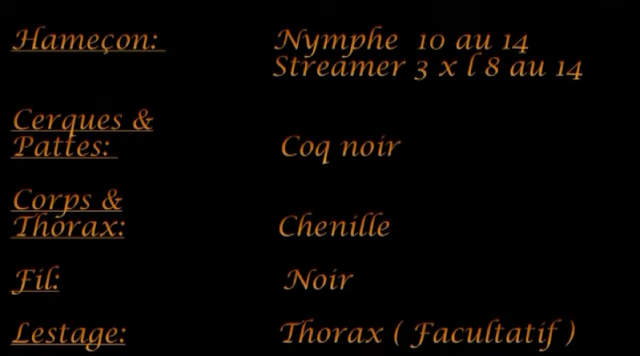 Hameçon: Nymphe 10 au 14
Streamer 3 x l 8 au 14
Cerques &
Pattes: Coq noir
Corps &
Thorax: Chenille
Fil: Noir
Lestage: Thorax ( Facultatif )